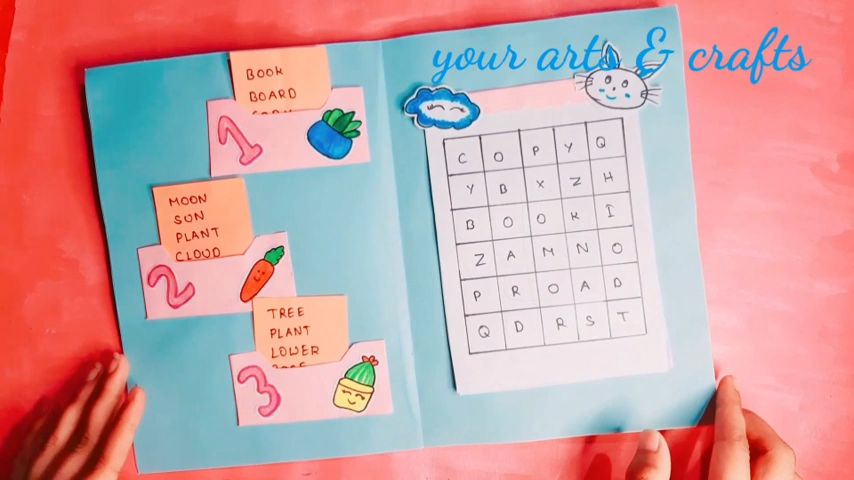 your arts & crafts
BOOK
BOARD
1
MOON
SUN
PLANT
CLOUD
2
TREE
PLANT
LOWER
3
C O P Y Q
Y B X Z H
B O O K I
Z A M N O
P R O A D
Q D R S T